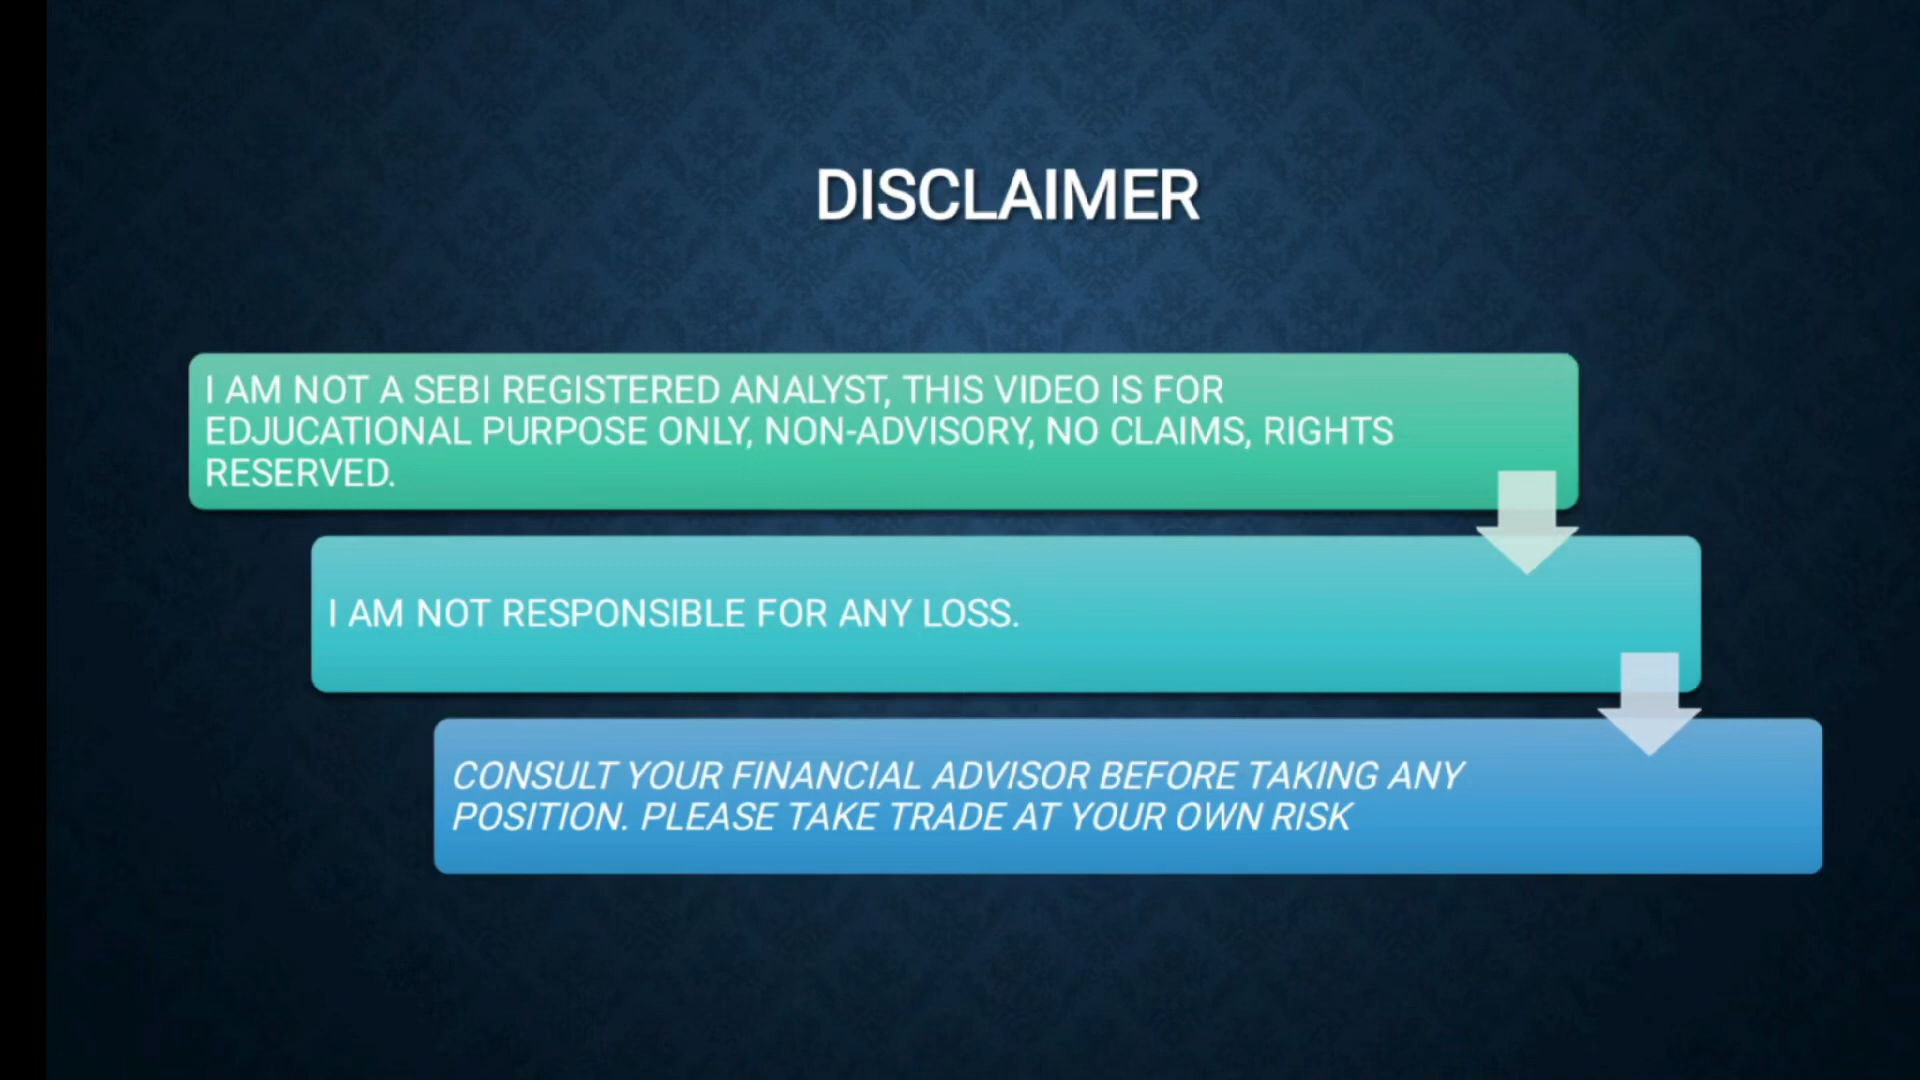 DISCLAIMER
I AM NOT A SEBI REGISTERED ANALYST, THIS VIDEO IS FOR
EDJUCATIONAL PURPOSE ONLY, NON-ADVISORY, NO CLAIMS, RIGHTS
RESERVED.
I AM NOT RESPONSIBLE FOR ANY LOSS.
CONSULT YOUR FINANCIAL ADVISOR BEFORE TAKING ANY
POSITION. PLEASE TAKE TRADE AT YOUR OWN RISK